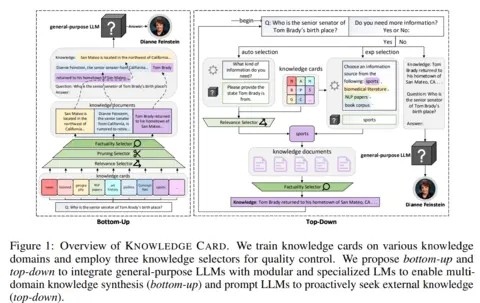 general-purpose LLM
Answer:
Dianne Feinstein
Knowledge: San Mateo is located in the northwest of California...
Dianne Feinstein, the senior senator from California...
Tom Brady
returned to his hometown of San Mateo...
Question: Who is the senior senator of Tom Brady's birth place?
Answer:
knowledge documents
San Mateo is located in the northwest of California...
Dianne Feinstein, the senior senator from California, is rumored to retire...
Tom Brady returned to his hometown of San Mateo...
Factuality Selector
Pruning Selector
Relevance Selector
knowledge cards
sports
Q: Who is the senior senator of Tom Brady's birth place?
Bottom-Up
begin
Q: Who is the senior senator of Tom Brady's birth place?
Do you need more information?
Yes or No:
Yes
No
auto selection
exp selection
What kind of information do you need?
Please provide the state Tom Brady is from.
knowledge cards
Choose an information source from the following: sports, biomedical literature, NLP papers, book corpus
sports
Relevance Selector
sports
knowledge documents
Factuality Selector
Knowledge: Tom Brady returned to his hometown of San Mateo, CA ...
Knowledge: Tom Brady returned to his hometown of San Mateo, CA ...
Question: Who is the senior senator of Tom Brady's birth place?
Answer:
general-purpose LLM
Dianne Feinstein
Top-Down
Figure 1: Overview of KNOWLEDGE CARD. We train knowledge cards on various knowledge
domains and employ three knowledge selectors for quality control. We propose bottom-up and
top-down to integrate general-purpose LLMs with modular and specialized LMs to enable multi-
domain knowledge synthesis (bottom-up) and prompt LLMs to proactively seek external knowledge
(top-down).